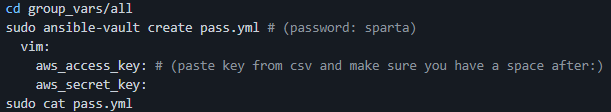 cd group_vars/all
sudo ansible-vault create pass.yml # (password: sparta)
  vim:
    aws_access_key: # (paste key from csv and make sure you have a space after:)
    aws_secret_key:
sudo cat pass.yml